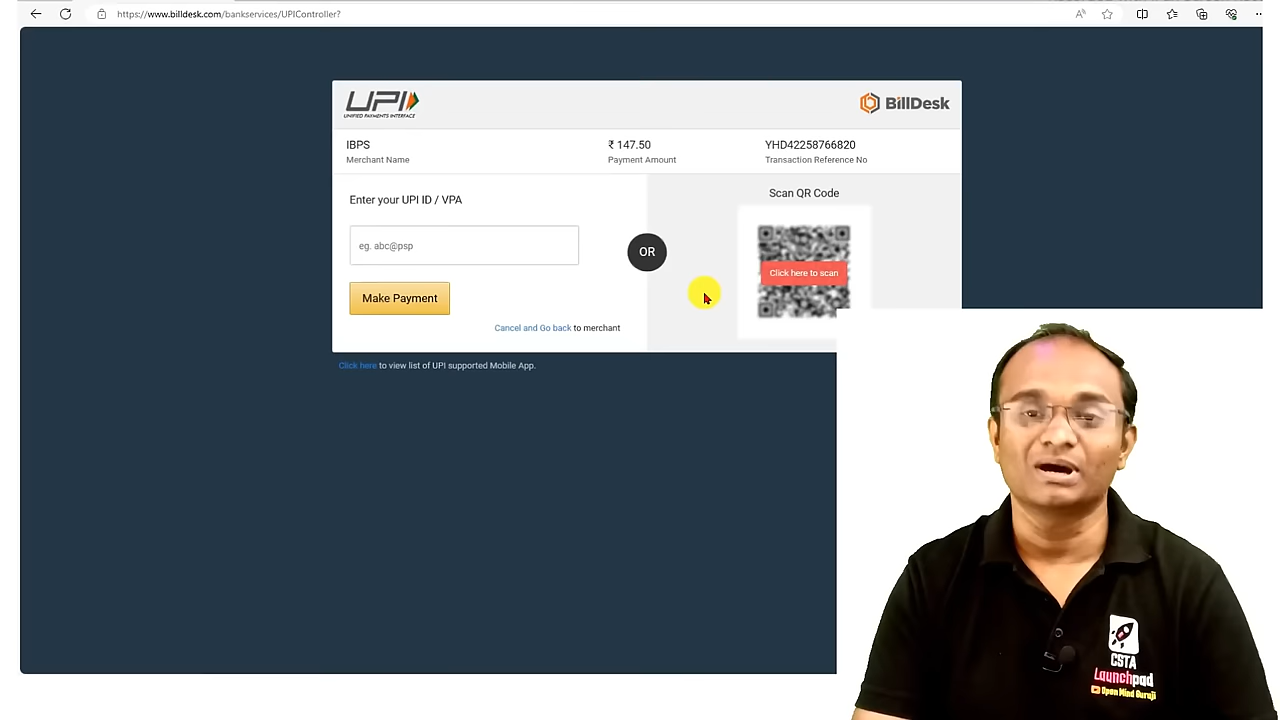 https://www.billdesk.com/bankservices/UPIController?
UPI
UNIFIED PAYMENTS INTERFACE
BillDesk
IBPS
Merchant Name
₹ 147.50
Payment Amount
YHD42258766820
Transaction Reference No
Enter your UPI ID / VPA
eg. abc@psp
Make Payment
Cancel and Go back to merchant
OR
Scan QR Code
Click here to scan
Click here to view list of UPI supported Mobile App.
CSTA
Launchpad
Open Mind Guruji